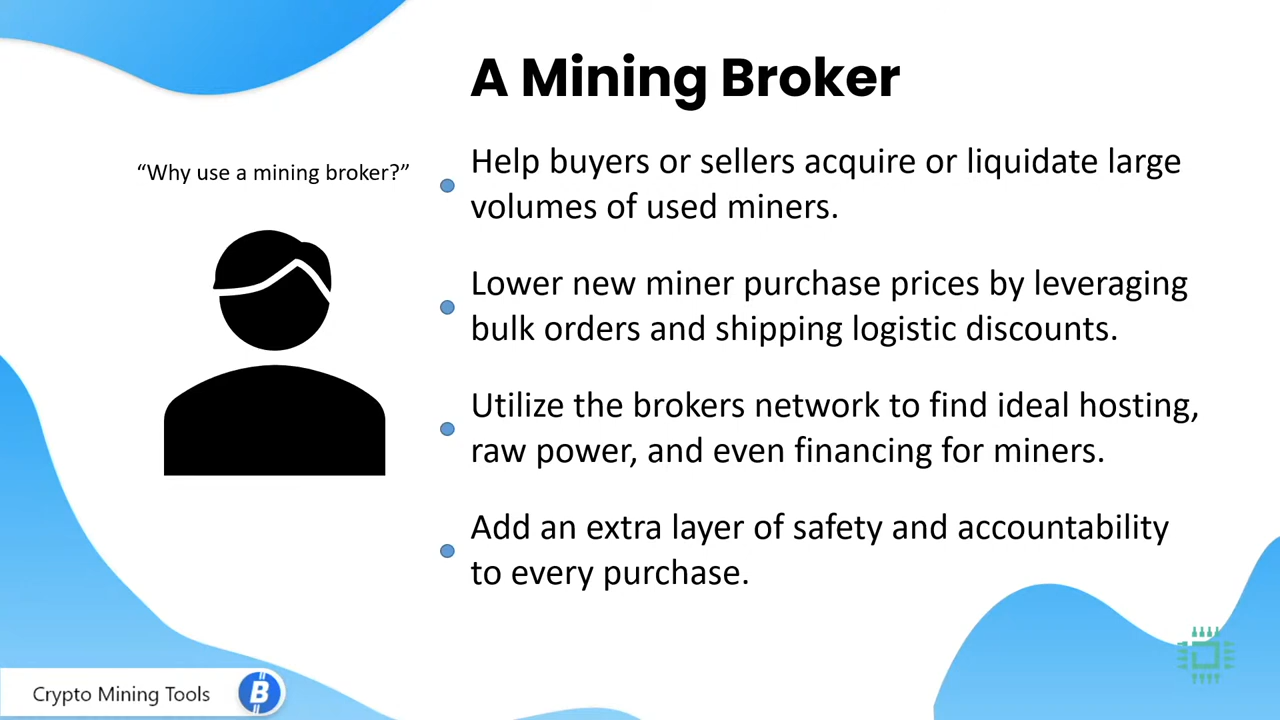 A Mining Broker
“Why use a mining broker?”
Help buyers or sellers acquire or liquidate large
volumes of used miners.
Lower new miner purchase prices by leveraging
bulk orders and shipping logistic discounts.
Utilize the brokers network to find ideal hosting,
raw power, and even financing for miners.
Add an extra layer of safety and accountability
to every purchase.
Crypto Mining Tools